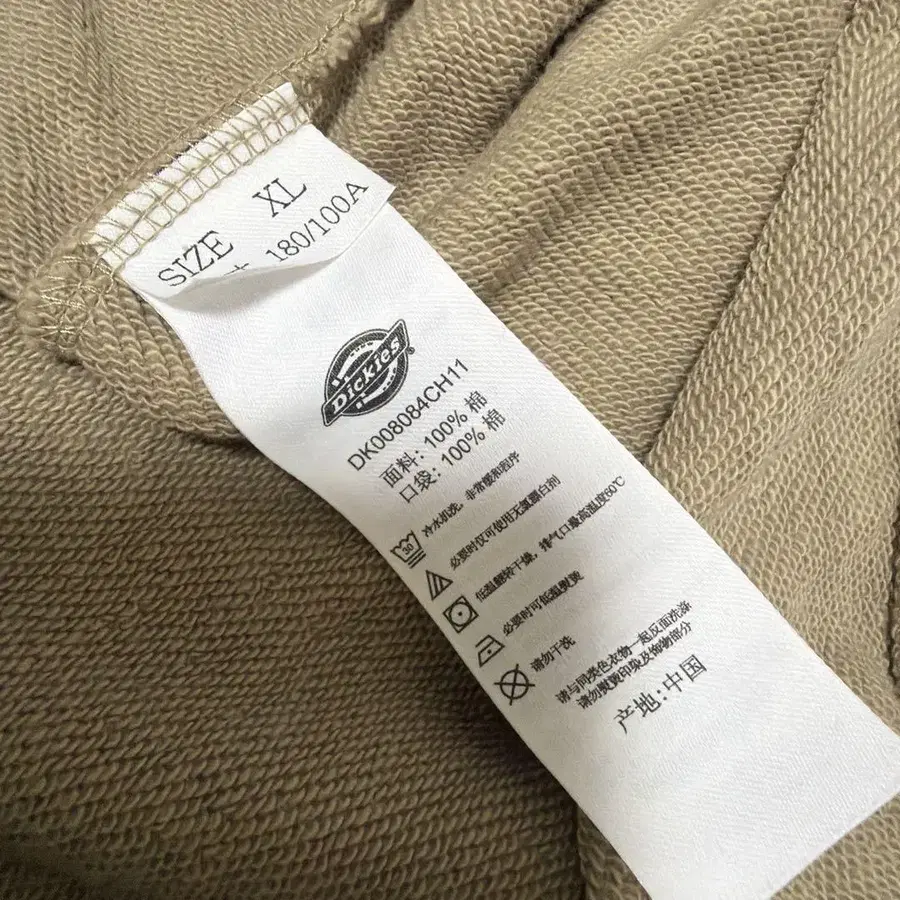 SIZE XL
180/100A
Dickies
DK008084CH11
面料: 100% 棉
口袋: 100% 棉
30
冷水机洗, 非常缓和程序
必要时仅可使用无氯漂白剂
低温翻转干燥, 排气口最高温度60℃
必要时可低温熨烫
请勿干洗
请与同类色衣物一起反面洗涤
请勿熨烫印染及饰物部分
产地: 中国